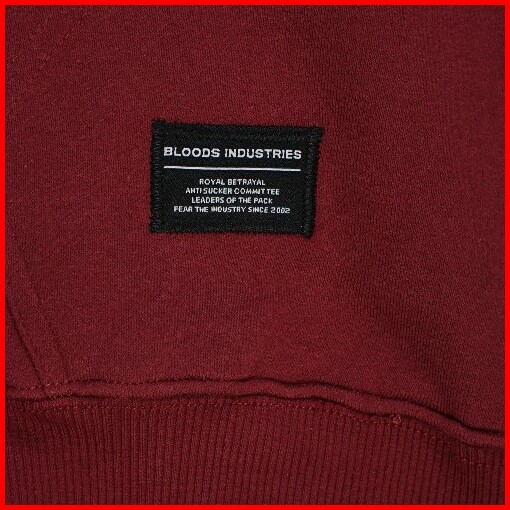 BLOODS INDUSTRIES
ROYAL BETRAYAL
ANTI SUCKER COMMITTEE
LEADERS OF THE PACK
FEAR THE INDUSTRY SINCE 2002